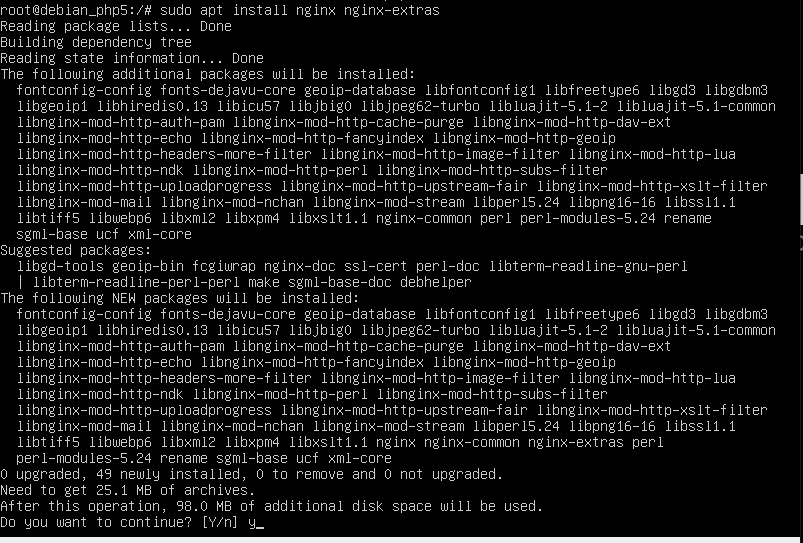 root@debian_php5:/# sudo apt install nginx nginx-extras
Reading package lists... Done
Building dependency tree
Reading state information... Done
The following additional packages will be installed:
  fontconfig-config fonts-dejavu-core geoip-database libfontconfig1 libfreetype6 libgd3 libgdbm3
  libgeoip1 libhiredis0.13 libicu57 libjbig0 libjpeg62-turbo libluajit-5.1-2 libluajit-5.1-common
  libnginx-mod-http-auth-pam libnginx-mod-http-cache-purge libnginx-mod-http-dav-ext
  libnginx-mod-http-echo libnginx-mod-http-fancyindex libnginx-mod-http-geoip
  libnginx-mod-http-headers-more-filter libnginx-mod-http-image-filter libnginx-mod-http-lua
  libnginx-mod-http-ndk libnginx-mod-http-perl libnginx-mod-http-subs-filter
  libnginx-mod-http-uploadprogress libnginx-mod-http-upstream-fair libnginx-mod-http-xslt-filter
  libnginx-mod-mail libnginx-mod-nchan libnginx-mod-stream libperl5.24 libpng16-16 libssl1.1
  libtiff5 libwebp6 libxml2 libxpm4 libxslt1.1 nginx-common perl perl-modules-5.24 rename
  sgml-base ucf xml-core
Suggested packages:
  libgd-tools geoip-bin fcgiwrap nginx-doc ssl-cert perl-doc libterm-readline-gnu-perl
  | libterm-readline-perl-perl make sgml-base-doc debhelper
The following NEW packages will be installed:
  fontconfig-config fonts-dejavu-core geoip-database libfontconfig1 libfreetype6 libgd3 libgdbm3
  libgeoip1 libhiredis0.13 libicu57 libjbig0 libjpeg62-turbo libluajit-5.1-2 libluajit-5.1-common
  libnginx-mod-http-auth-pam libnginx-mod-http-cache-purge libnginx-mod-http-dav-ext
  libnginx-mod-http-echo libnginx-mod-http-fancyindex libnginx-mod-http-geoip
  libnginx-mod-http-headers-more-filter libnginx-mod-http-image-filter libnginx-mod-http-lua
  libnginx-mod-http-ndk libnginx-mod-http-perl libnginx-mod-http-subs-filter
  libnginx-mod-http-uploadprogress libnginx-mod-http-upstream-fair libnginx-mod-http-xslt-filter
  libnginx-mod-mail libnginx-mod-nchan libnginx-mod-stream libperl5.24 libpng16-16 libssl1.1
  libtiff5 libwebp6 libxml2 libxpm4 libxslt1.1 nginx nginx-common nginx-extras perl
  perl-modules-5.24 rename sgml-base ucf xml-core
0 upgraded, 49 newly installed, 0 to remove and 0 not upgraded.
Need to get 25.1 MB of archives.
After this operation, 98.0 MB of additional disk space will be used.
Do you want to continue? [Y/n] y_